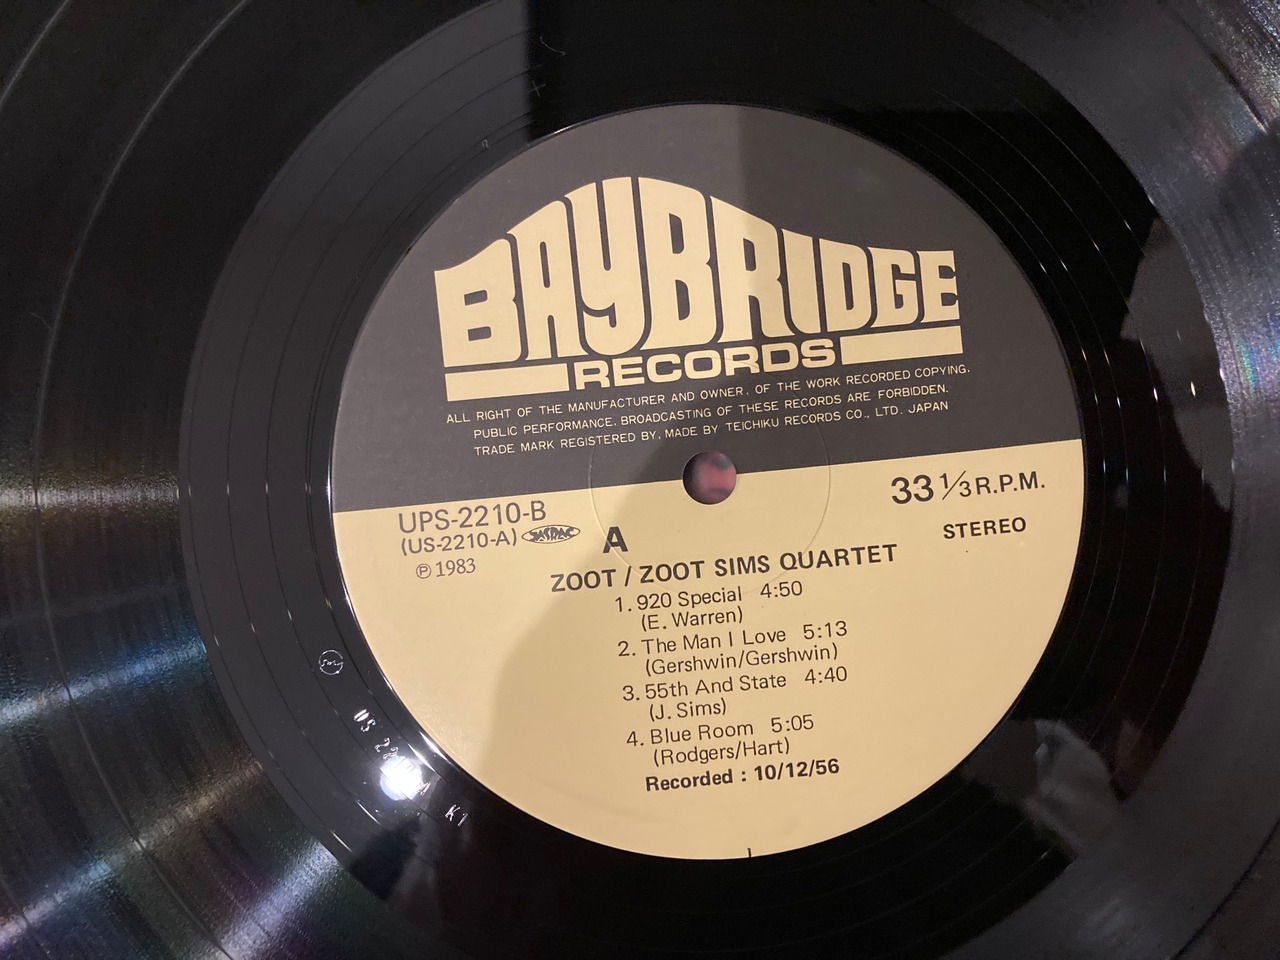 BAYBRIDGE
RECORDS
ALL RIGHT OF THE MANUFACTURER AND OWNER, OF THE WORK RECORDED COPYING,
PUBLIC PERFORMANCE, BROADCASTING OF THESE RECORDS ARE FORBIDDEN.
TRADE MARK REGISTERED BY, MADE BY TEICHIKU RECORDS CO., LTD. JAPAN
33 1/3 R.P.M.
STEREO
UPS-2210-B
(US-2210-A) JASRAC
Ⓟ 1983
A
ZOOT / ZOOT SIMS QUARTET
1. 920 Special 4:50
(E. Warren)
2. The Man I Love 5:13
(Gershwin/Gershwin)
3. 55th And State 4:40
(J. Sims)
4. Blue Room 5:05
(Rodgers/Hart)
Recorded : 10/12/56
US
K1